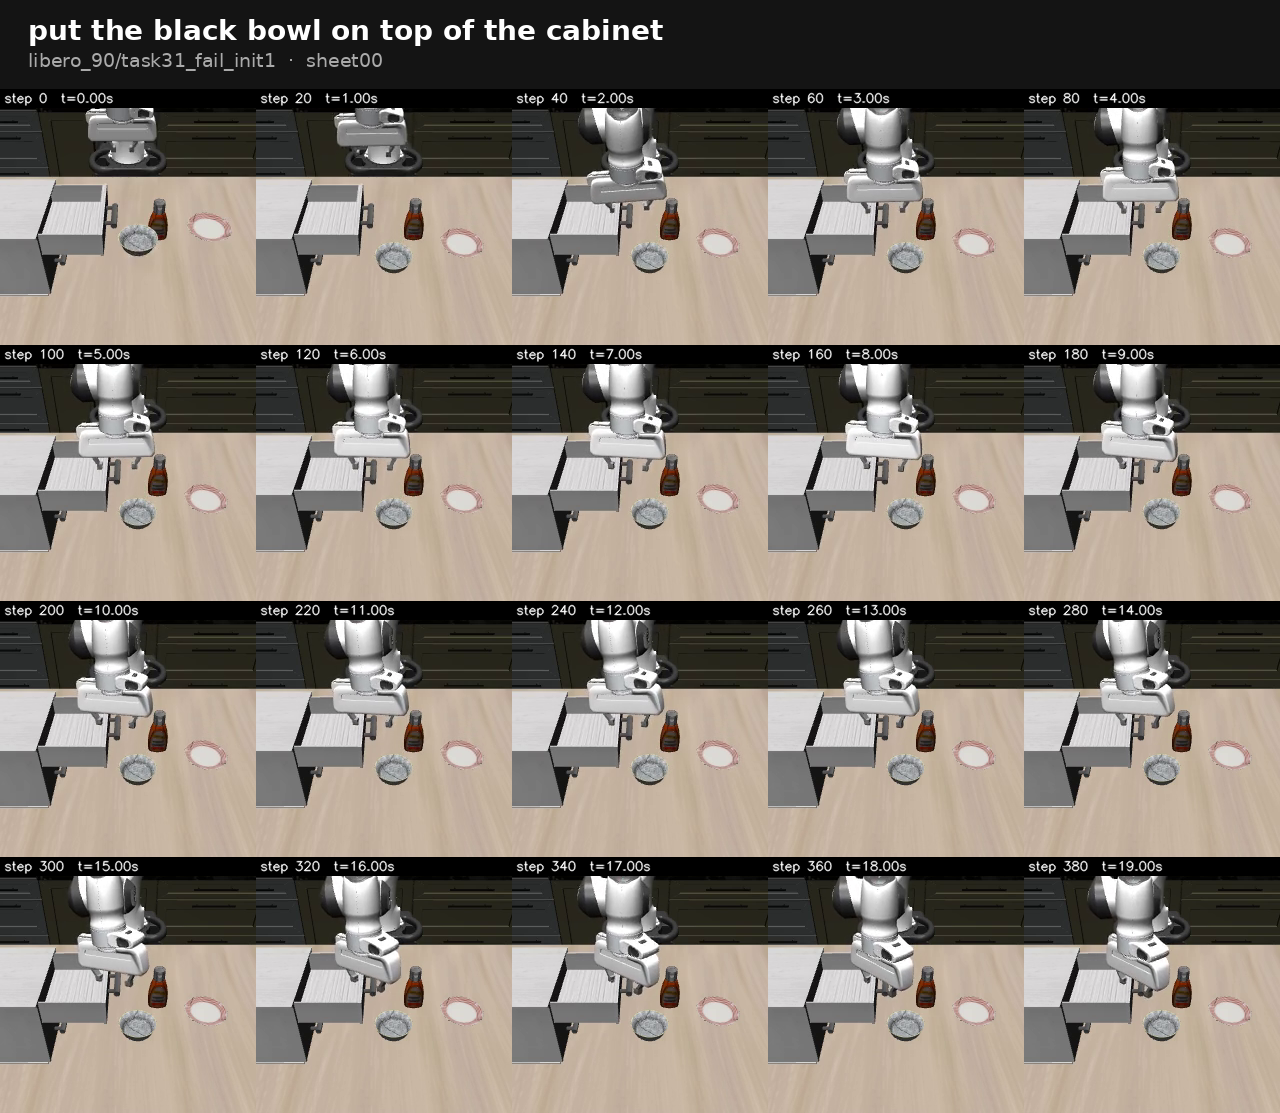 put the black bowl on top of the cabinet
libero_90/task31_fail_init1 · sheet00
step 0 t=0.00s
step 20 t=1.00s
step 40 t=2.00s
step 60 t=3.00s
step 80 t=4.00s
step 100 t=5.00s
step 120 t=6.00s
step 140 t=7.00s
step 160 t=8.00s
step 180 t=9.00s
step 200 t=10.00s
step 220 t=11.00s
step 240 t=12.00s
step 260 t=13.00s
step 280 t=14.00s
step 300 t=15.00s
step 320 t=16.00s
step 340 t=17.00s
step 360 t=18.00s
step 380 t=19.00s